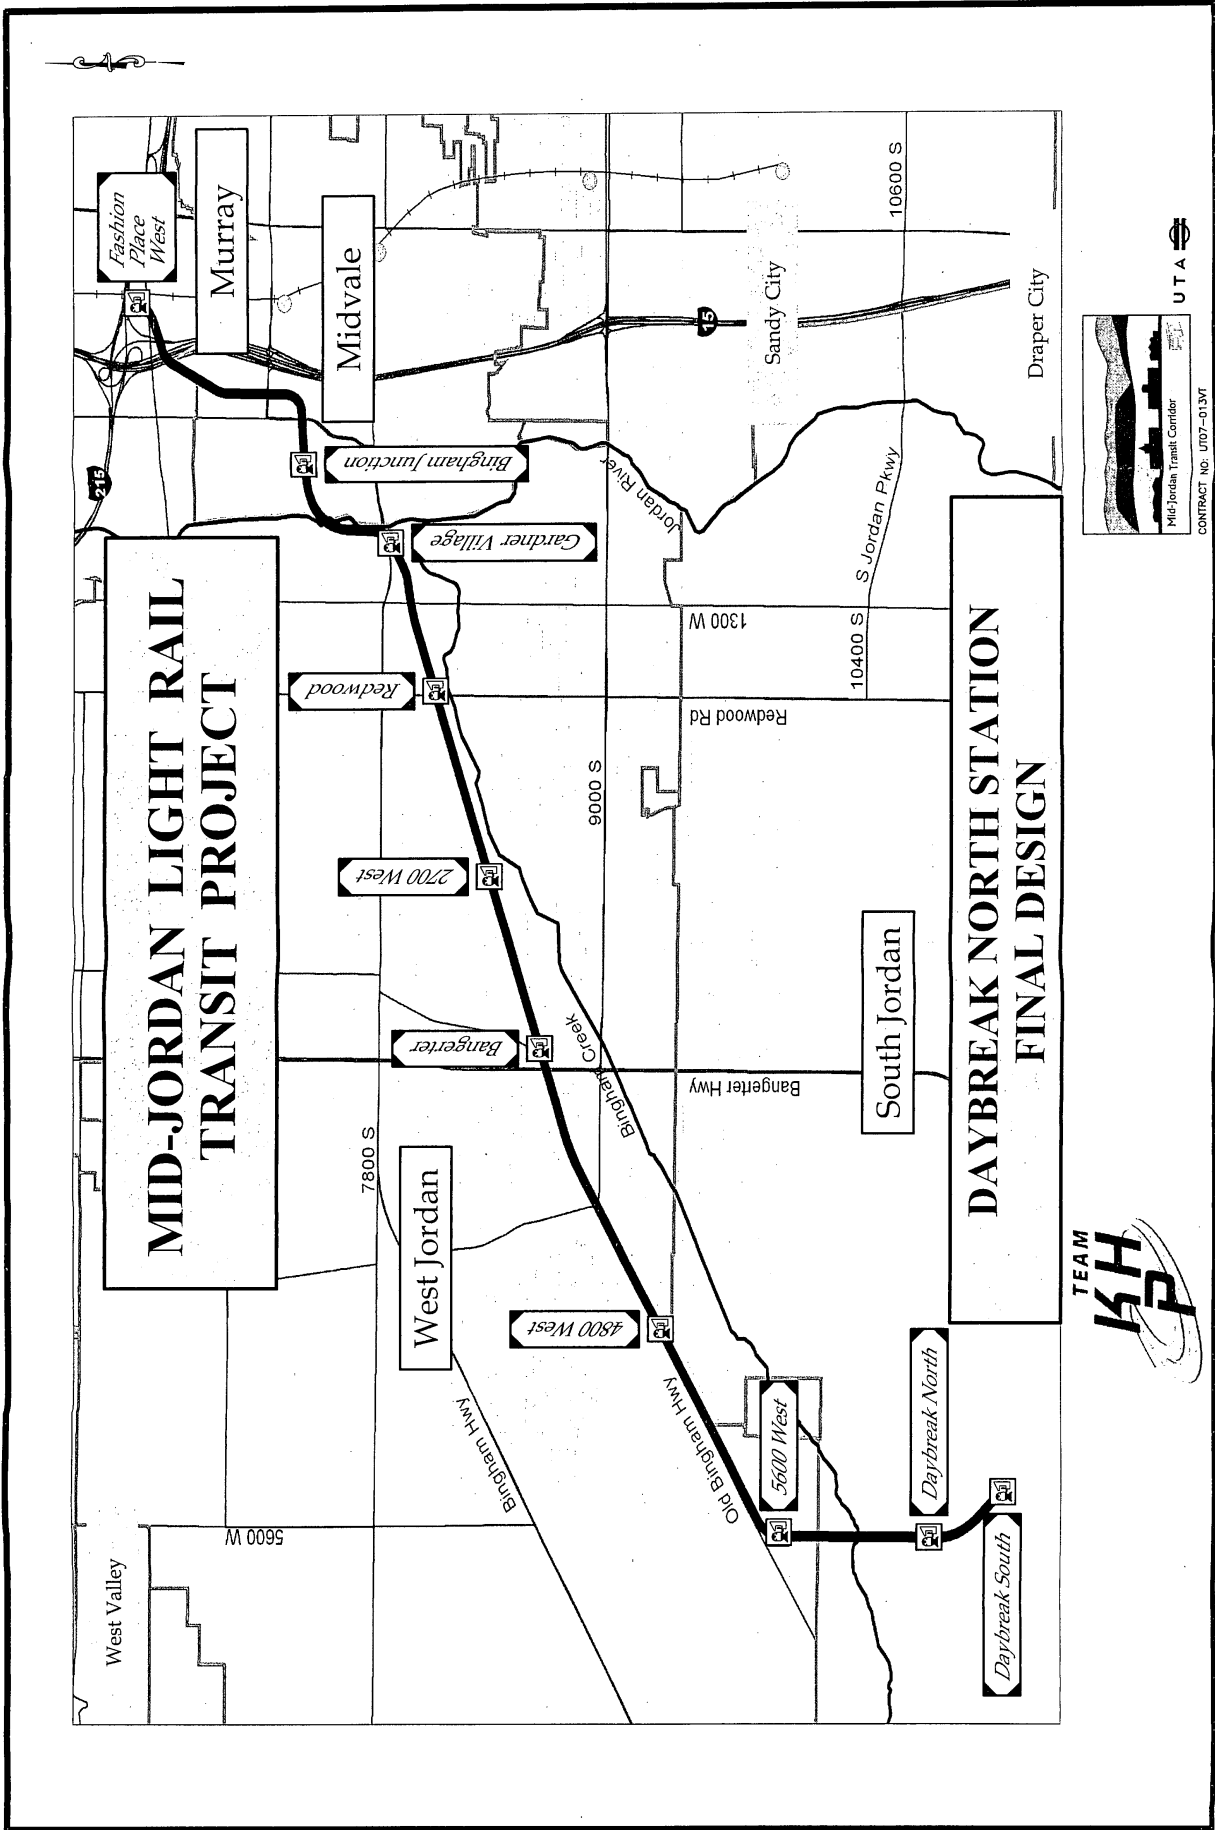 MID-JORDAN LIGHT RAIL
TRANSIT PROJECT
West Valley
5600 W
Bingham Hwy
West Jordan
7800 S
Bangerter
2700 West
Redwood
Gardner Village
Bingham Junction
215
Fashion
Place
West
Murray
Midvale
4800 West
Old Bingham Hwy
5600 West
Daybreak North
Daybreak South
Bingham Creek
Bangerter Hwy
9000 S
Redwood Rd
1300 W
Jordan River
15
Sandy City
10600 S
S Jordan Pkwy
10400 S
Draper City
South Jordan
DAYBREAK NORTH STATION
FINAL DESIGN
TEAM
KHP
Mid-Jordan Transit Corridor
CONTRACT NO: UT07-013VT
UTA